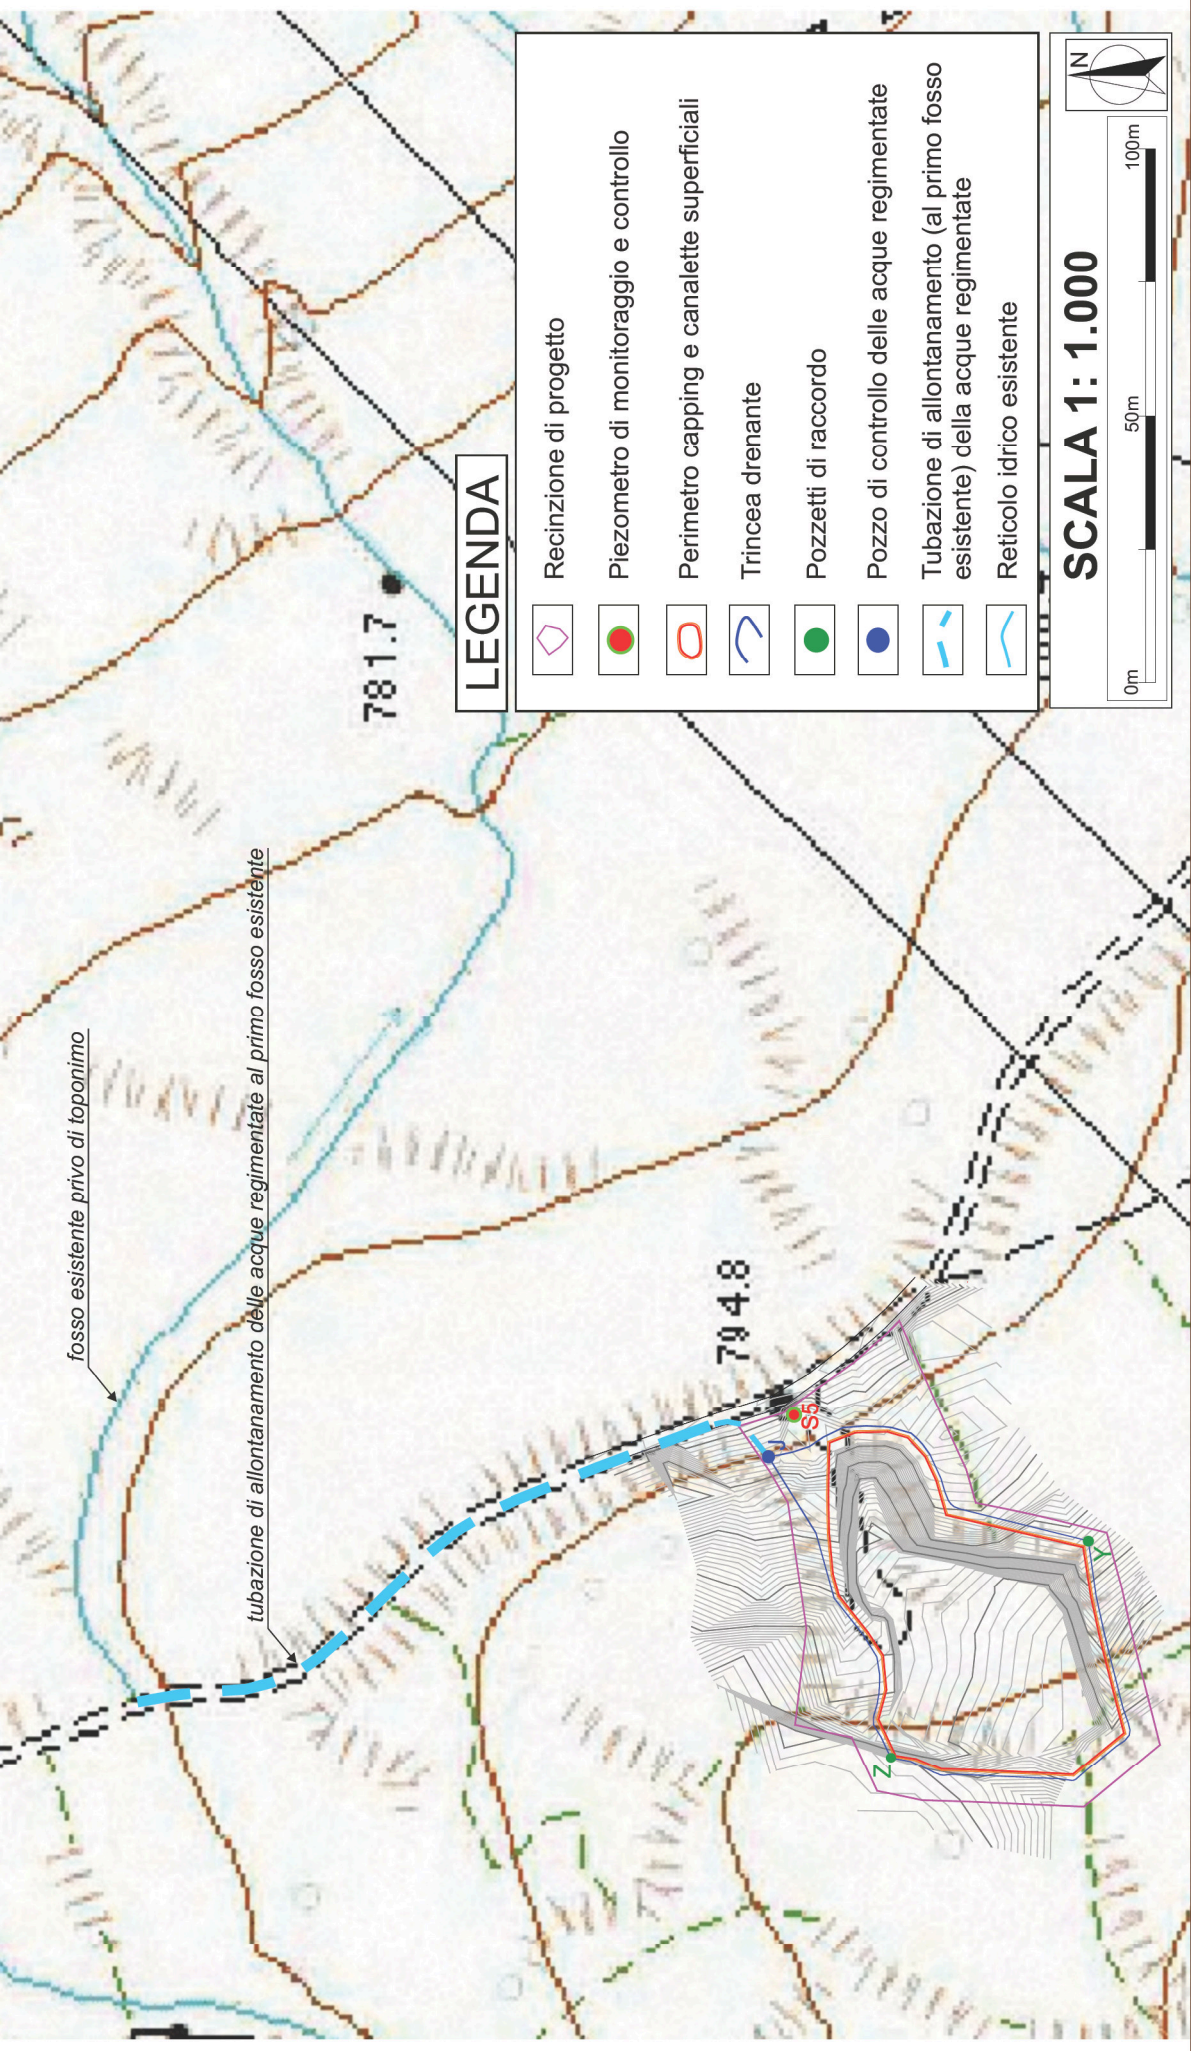 fosso esistente privo di toponimo
tubazione di allontanamento delle acque regimentate al primo fosso esistente
781.7
794.8
S5
J
Z
Y
LEGENDA
Recinzione di progetto
Piezometro di monitoraggio e controllo
Perimetro capping e canalette superficiali
Trincea drenante
Pozzetti di raccordo
Pozzo di controllo delle acque regimentate
Tubazione di allontanamento (al primo fosso
esistente) della acque regimentate
Reticolo idrico esistente
SCALA 1: 1.000
0m 50m 100m
N